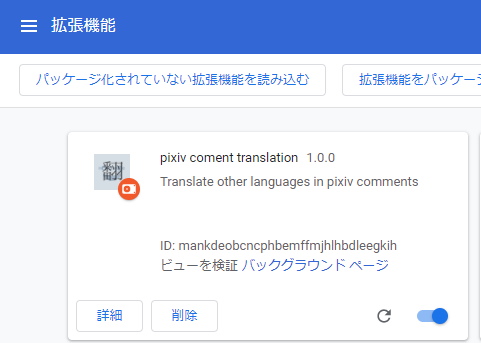 拡張機能
パッケージ化されていない拡張機能を読み込む
拡張機能をパッケージ
pixiv coment translation 1.0.0
Translate other languages in pixiv comments
ID: mankdeobcncphbemffmjhlhbdleegkih
ビューを検証 バックグラウンド ページ
詳細 削除